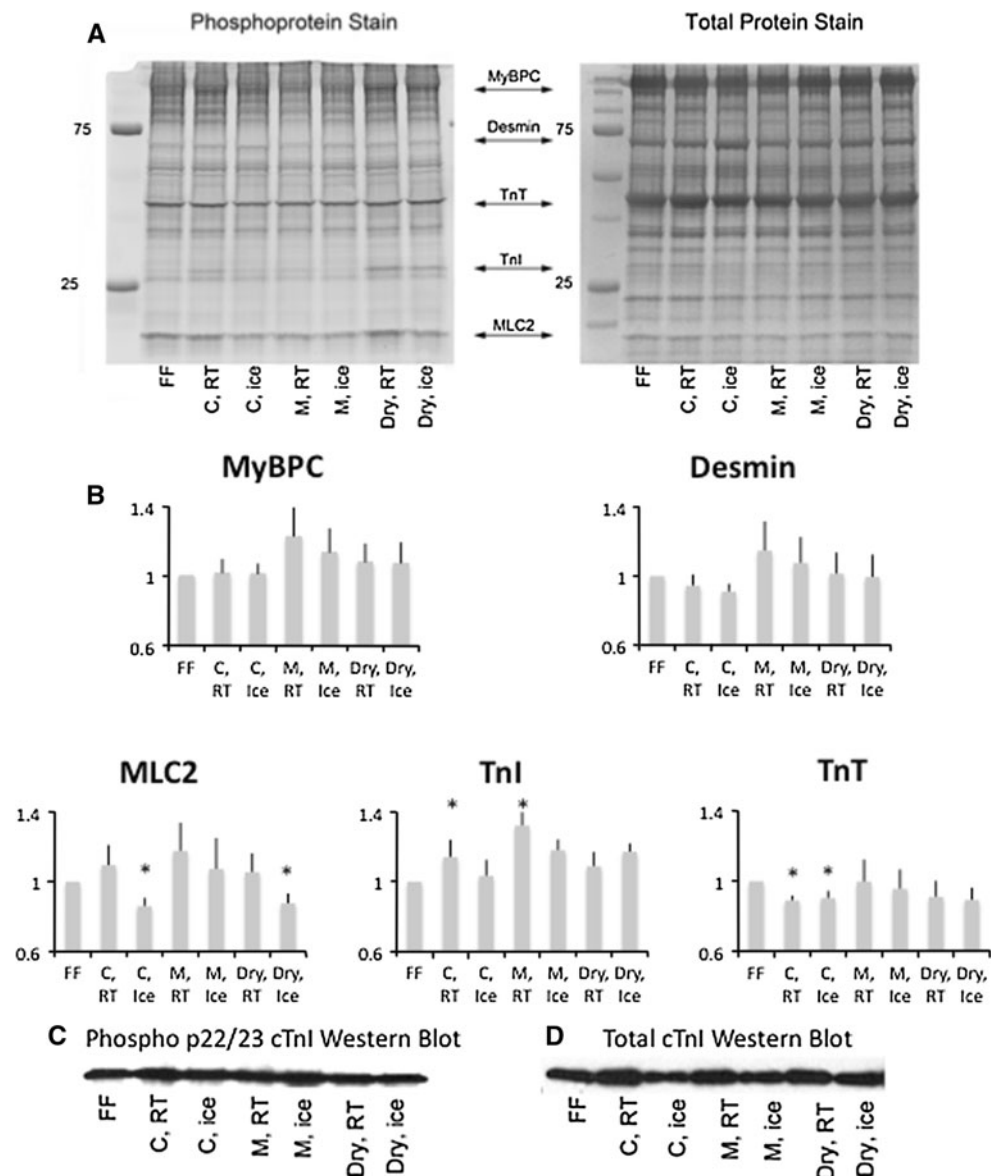 A
Phosphoprotein Stain
Total Protein Stain
MyBPC
75
Desmin
75
TnT
TnI
25
25
MLC2
FF
C, RT
C, ice
M, RT
M, ice
Dry, RT
Dry, ice
FF
C, RT
C, ice
M, RT
M, ice
Dry, RT
Dry, ice
B
MyBPC
1.4
1
0.6
FF C, RT C, Ice M, RT M, Ice Dry, RT Dry, Ice
Desmin
1.4
1
0.6
FF C, RT C, Ice M, RT M, Ice Dry, RT Dry, Ice
MLC2
1.4
* *
1
0.6
FF C, RT C, Ice M, RT M, Ice Dry, RT Dry, Ice
TnI
1.4
* *
1
0.6
FF C, RT C, Ice M, RT M, Ice Dry, RT Dry, Ice
TnT
1.4
* *
1
0.6
FF C, RT C, Ice M, RT M, Ice Dry, RT Dry, Ice
C Phospho p22/23 cTnI Western Blot
FF
C, RT
C, ice
M, RT
M, ice
Dry, RT
Dry, ice
D Total cTnI Western Blot
FF
C, RT
C, ice
M, RT
M, ice
Dry, RT
Dry, ice